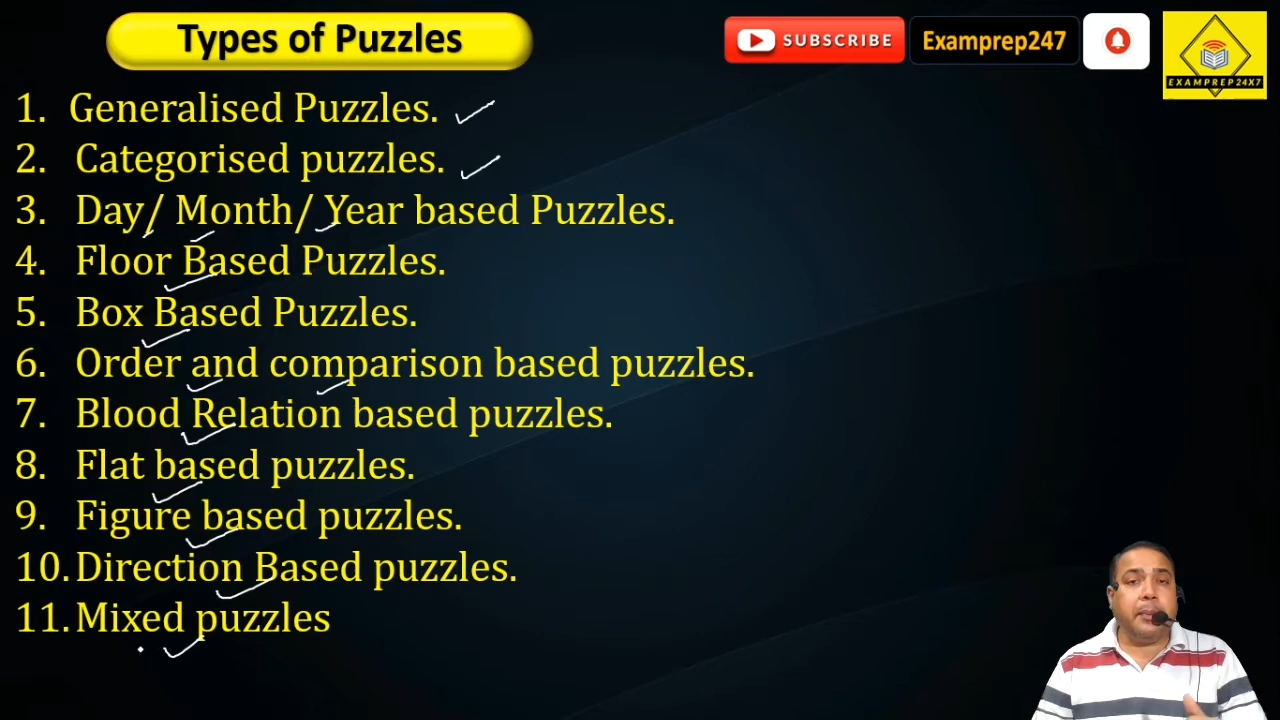 Types of Puzzles
SUBSCRIBE
Examprep247
EXAMPREP24X7
1. Generalised Puzzles.
2. Categorised puzzles.
3. Day/ Month/ Year based Puzzles.
4. Floor Based Puzzles.
5. Box Based Puzzles.
6. Order and comparison based puzzles.
7. Blood Relation based puzzles.
8. Flat based puzzles.
9. Figure based puzzles.
10. Direction Based puzzles.
11. Mixed puzzles